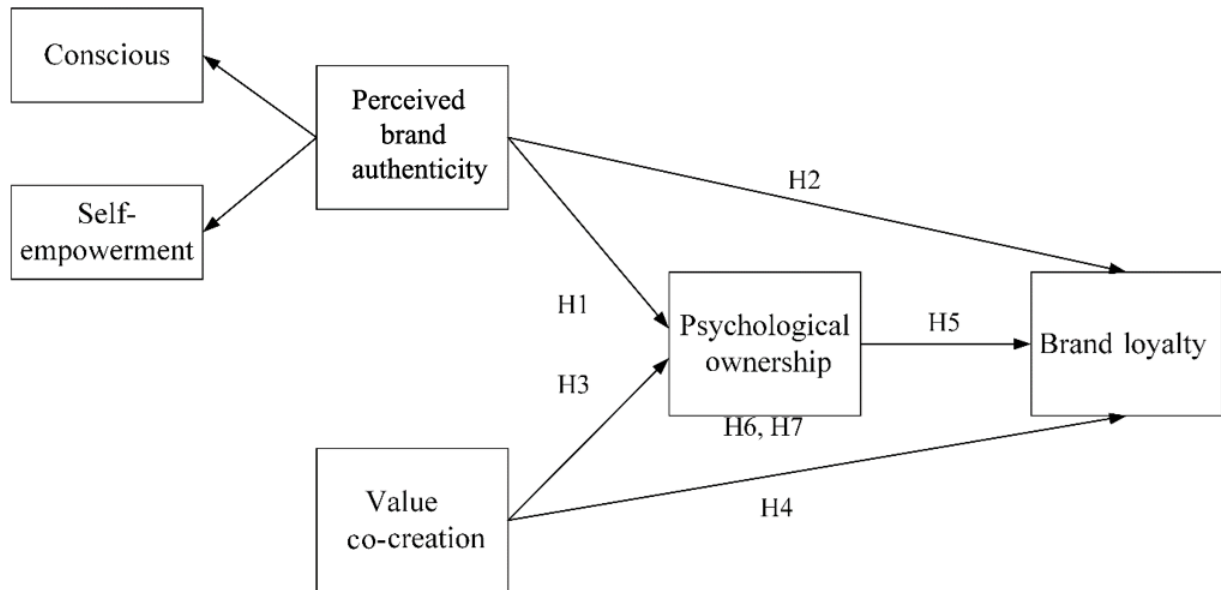 Conscious
Perceived
brand
authenticity
Self-
empowerment
H2
H1
Psychological
ownership
H5
Brand loyalty
H3
H6, H7
Value
co-creation
H4